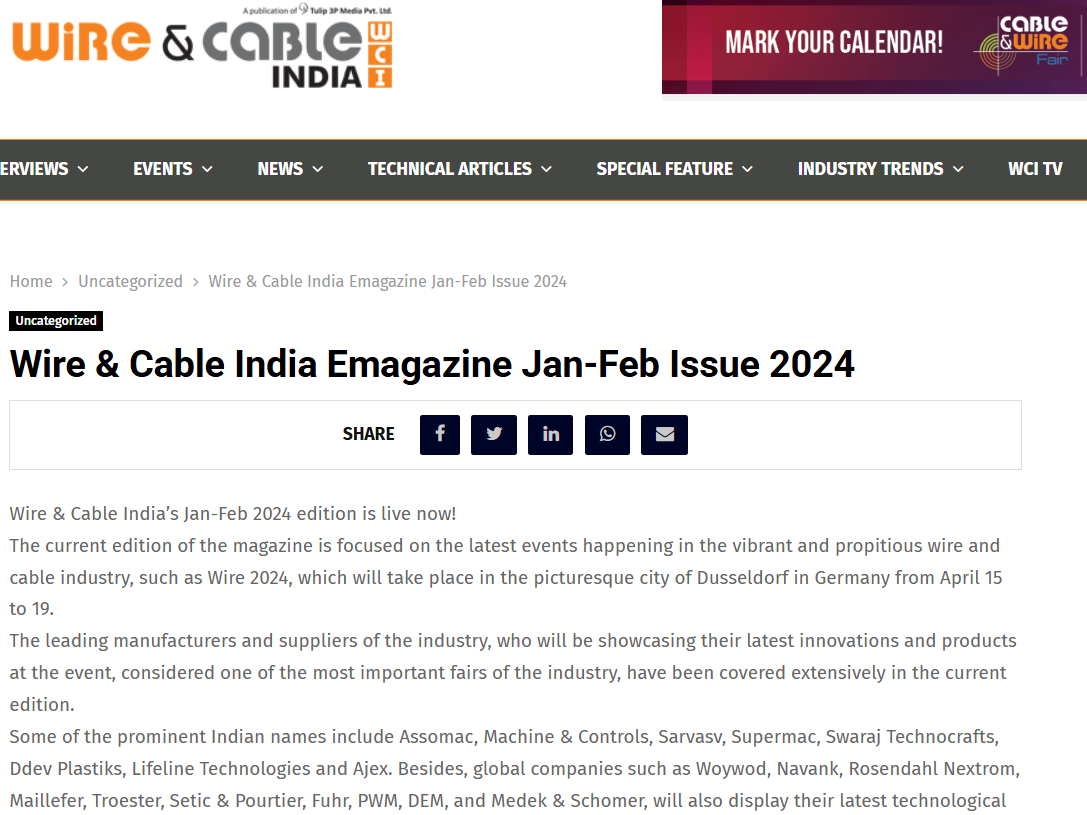 A publication of Tulip 3P Media Pvt. Ltd.
WiRE & CABLE
INDIA
WCI
MARK YOUR CALENDAR!
CABLE
&WIRE
Fair
ERVIEWS
EVENTS
NEWS
TECHNICAL ARTICLES
SPECIAL FEATURE
INDUSTRY TRENDS
WCI TV
Home > Uncategorized > Wire & Cable India Emagazine Jan-Feb Issue 2024
Uncategorized
Wire & Cable India Emagazine Jan-Feb Issue 2024
SHARE
Wire & Cable India’s Jan-Feb 2024 edition is live now!
The current edition of the magazine is focused on the latest events happening in the vibrant and propitious wire and
cable industry, such as Wire 2024, which will take place in the picturesque city of Dusseldorf in Germany from April 15
to 19.
The leading manufacturers and suppliers of the industry, who will be showcasing their latest innovations and products
at the event, considered one of the most important fairs of the industry, have been covered extensively in the current
edition.
Some of the prominent Indian names include Assomac, Machine & Controls, Sarvasv, Supermac, Swaraj Technocrafts,
Ddev Plastiks, Lifeline Technologies and Ajex. Besides, global companies such as Woywod, Navank, Rosendahl Nextrom,
Maillefer, Troester, Setic & Pourtier, Fuhr, PWM, DEM, and Medek & Schomer, will also display their latest technological